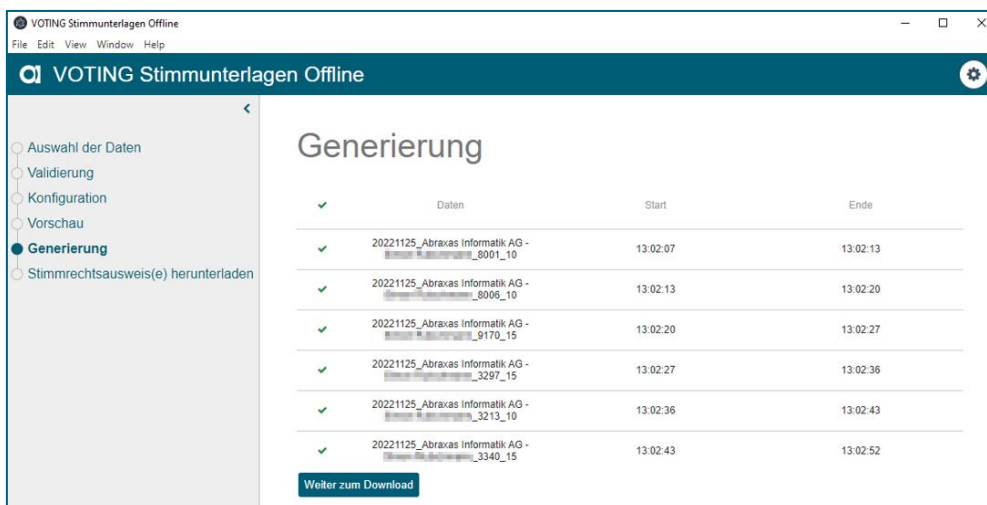 VOTING Stimmunterlagen Offline
File Edit View Window Help
VOTING Stimmunterlagen Offline
Auswahl der Daten
Validierung
Konfiguration
Vorschau
Generierung
Stimmrechtsausweis(e) herunterladen
Generierung
Daten Start Ende
20221125_Abraxas Informatik AG -
_8001_10 13:02:07 13:02:13
20221125_Abraxas Informatik AG -
_8006_10 13:02:13 13:02:20
20221125_Abraxas Informatik AG -
_9170_15 13:02:20 13:02:27
20221125_Abraxas Informatik AG -
_3297_15 13:02:27 13:02:36
20221125_Abraxas Informatik AG -
_3213_10 13:02:36 13:02:43
20221125_Abraxas Informatik AG -
_3340_15 13:02:43 13:02:52
Weiter zum Download